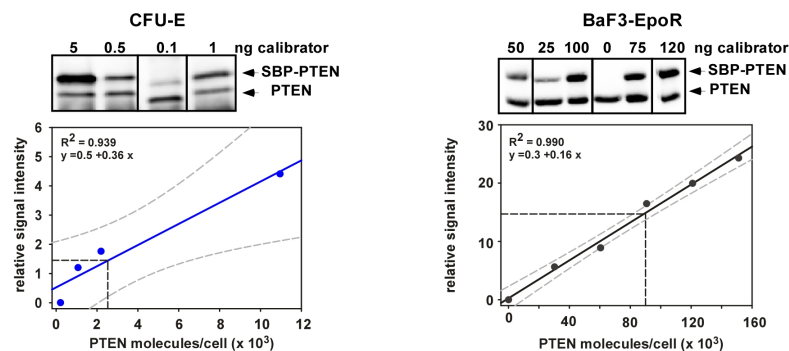 CFU-E
5 0.5 0.1 1 ng calibrator
SBP-PTEN
PTEN
R² = 0.939
y=0.5 +0.36 x
relative signal intensity
6
5
4
3
2
1
0
0 2 4 6 8 10 12
PTEN molecules/cell (x 10³)
BaF3-EpoR
50 25 100 0 75 120 ng calibrator
SBP-PTEN
PTEN
R² = 0.990
y=0.3 +0.16 x
relative signal intensity
30
20
10
0
0 40 80 120 160
PTEN molecules/cell (x 10³)